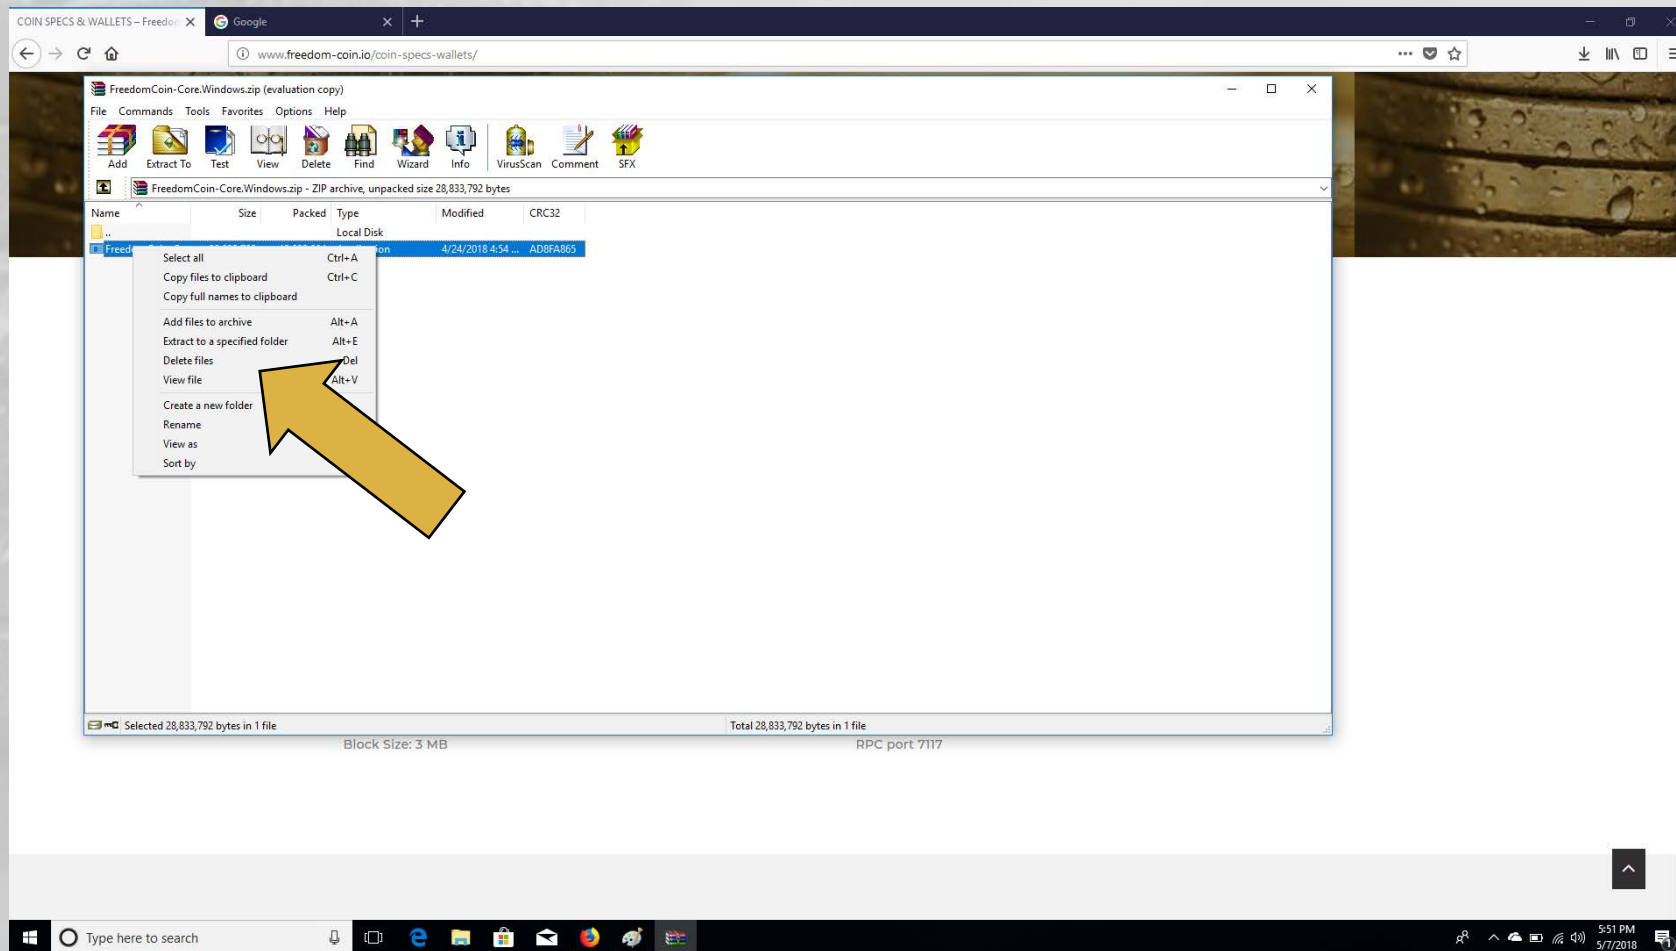 COIN SPECS & WALLETS – Freedo
Google
www.freedom-coin.io/coin-specs-wallets/
FreedomCoin-Core.Windows.zip (evaluation copy)
File Commands Tools Favorites Options Help
Add Extract To Test View Delete Find Wizard Info VirusScan Comment SFX
FreedomCoin-Core.Windows.zip - ZIP archive, unpacked size 28,833,792 bytes
Name Size Packed Type Modified CRC32
.. Local Disk
Freed 4/24/2018 4:54 ... AD8FA865
Select all Ctrl+A
Copy files to clipboard Ctrl+C
Copy full names to clipboard
Add files to archive Alt+A
Extract to a specified folder Alt+E
Delete files Del
View file Alt+V
Create a new folder
Rename
View as
Sort by
Selected 28,833,792 bytes in 1 file Total 28,833,792 bytes in 1 file
Block Size: 3 MB RPC port 7117
Type here to search
5:51 PM
5/7/2018